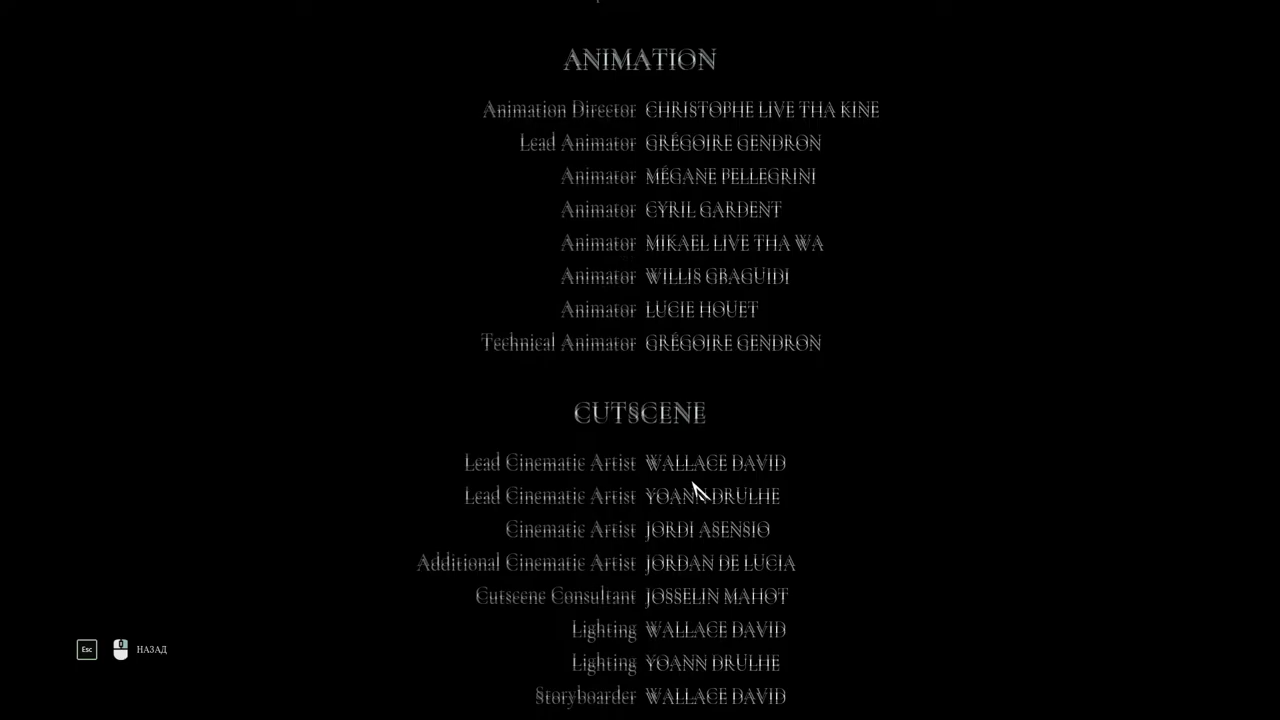 ANIMATION
Animation Director CHRISTOPHE LIVE THA KINE
Lead Animator GRÉGOIRE GENDRON
Animator MÉGANE PELLEGRINI
Animator CYRIL GARDENT
Animator MIKAEL LIVE THA WA
Animator WILLIS GBAGUIDI
Animator LUCIE HOUET
Technical Animator GRÉGOIRE GENDRON
CUTSCENE
Lead Cinematic Artist WALLACE DAVID
Lead Cinematic Artist YOANN DRULHE
Cinematic Artist JORDI ASENSIO
Additional Cinematic Artist JORDAN DE LUCIA
Cutscene Consultant JOSSELIN MAHOT
Lighting WALLACE DAVID
Esc НАЗАД
Lighting YOANN DRULHE
Storyboarder WALLACE DAVID